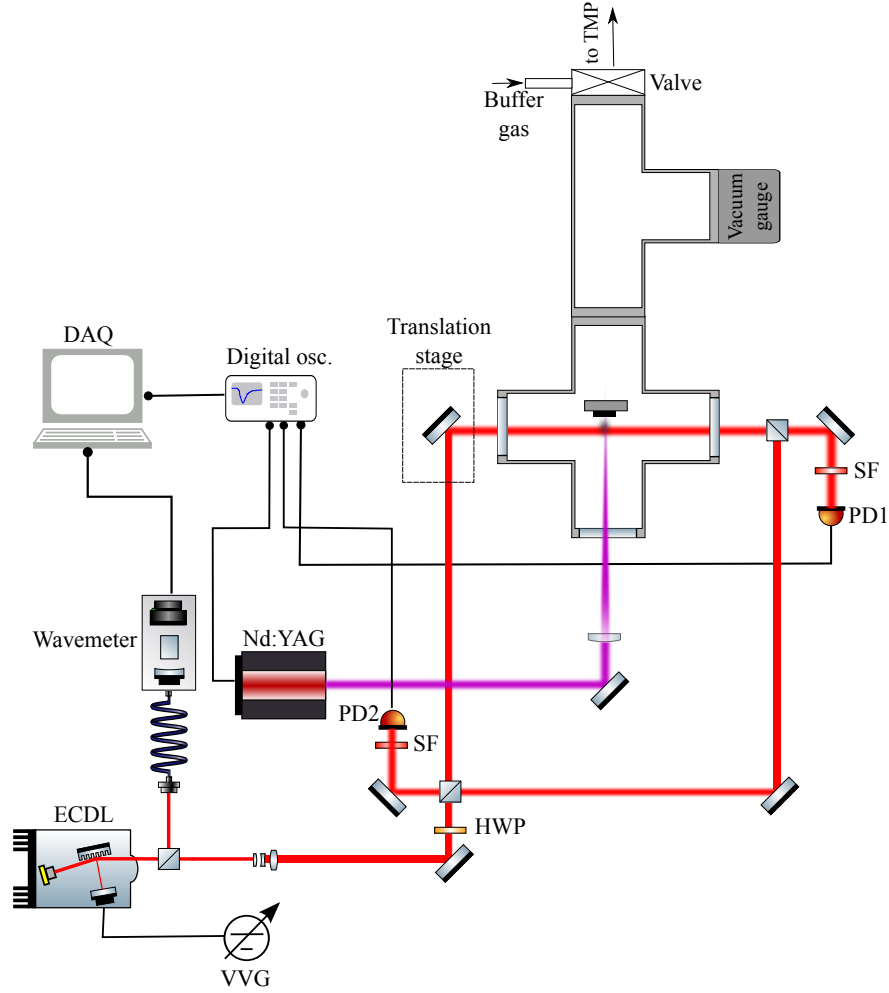 to TMP
Buffer
gas
Valve
Vacuum
gauge
Translation
stage
DAQ
Digital osc.
SF
PD1
Wavemeter
Nd:YAG
PD2
SF
ECDL
HWP
VVG